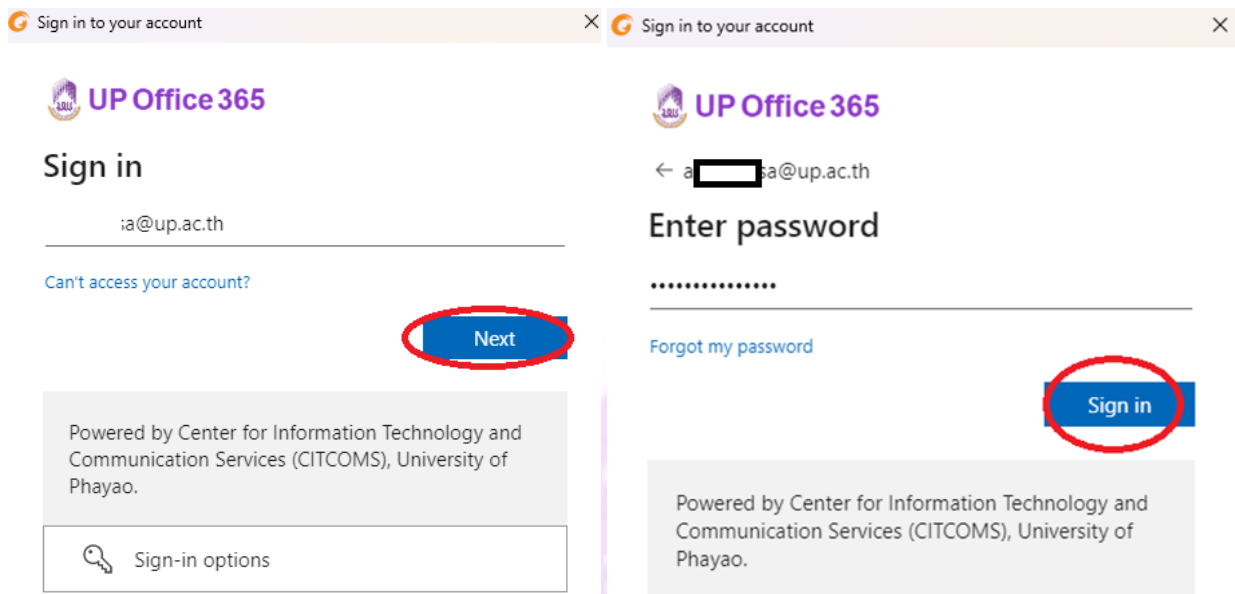 Sign in to your account
UP Office 365
Sign in
a@up.ac.th
Can't access your account?
Next
Powered by Center for Information Technology and
Communication Services (CITCOMS), University of
Phayao.
Sign-in options
Sign in to your account
UP Office 365
← a sa@up.ac.th
Enter password
•••••••••••••••
Forgot my password
Sign in
Powered by Center for Information Technology and
Communication Services (CITCOMS), University of
Phayao.